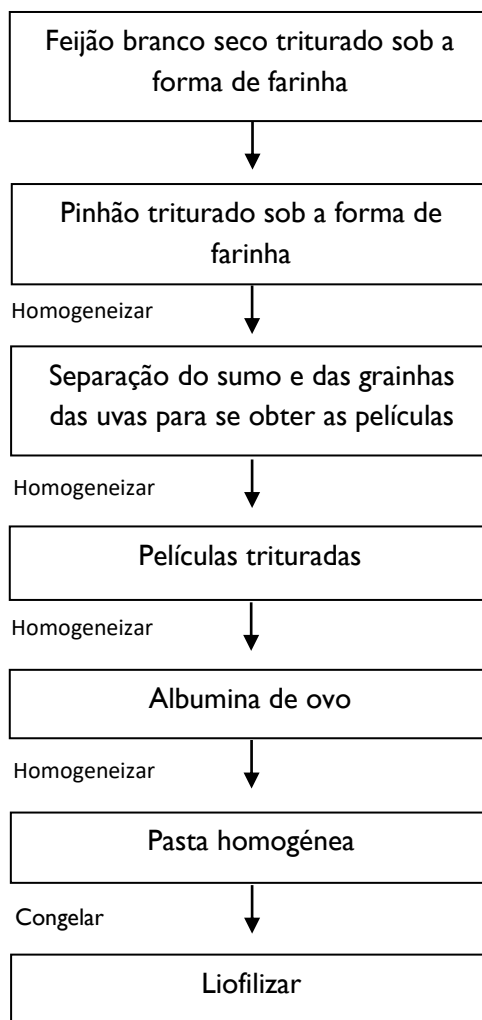 Feijão branco seco triturado sob a
forma de farinha
Pinhão triturado sob a forma de
farinha
Homogeneizar
Separação do sumo e das grainhas
das uvas para se obter as películas
Homogeneizar
Películas trituradas
Homogeneizar
Albumina de ovo
Homogeneizar
Pasta homogénea
Congelar
Liofilizar